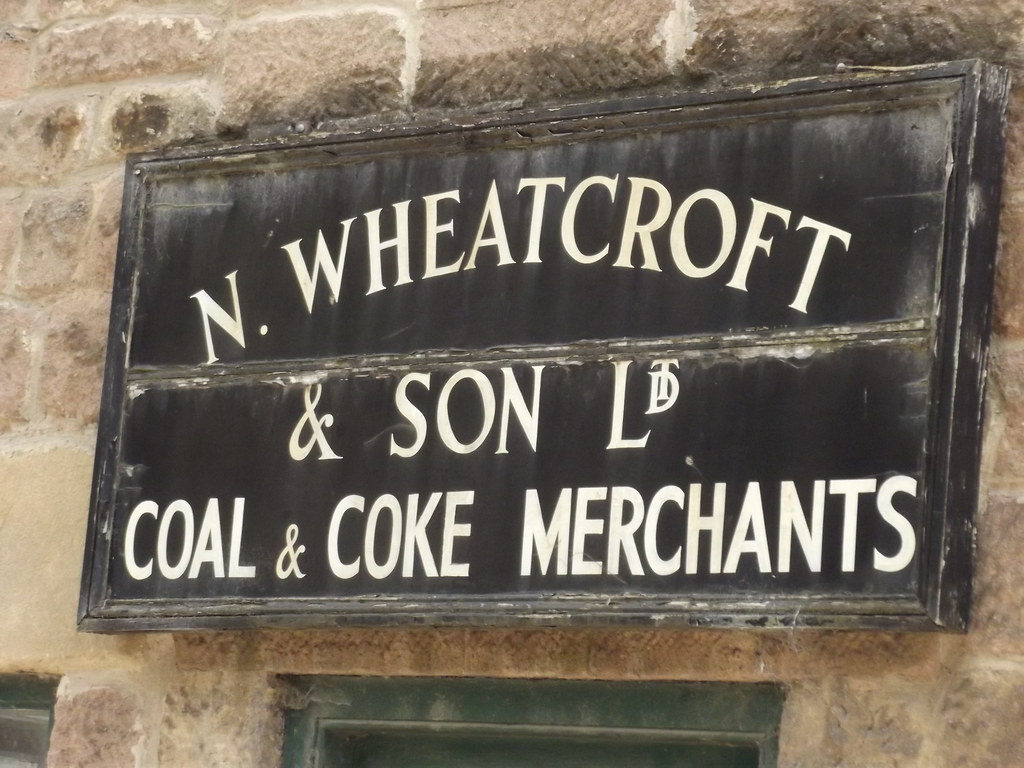 N. WHEATCROFT
& SON LTD
COAL & COKE MERCHANTS